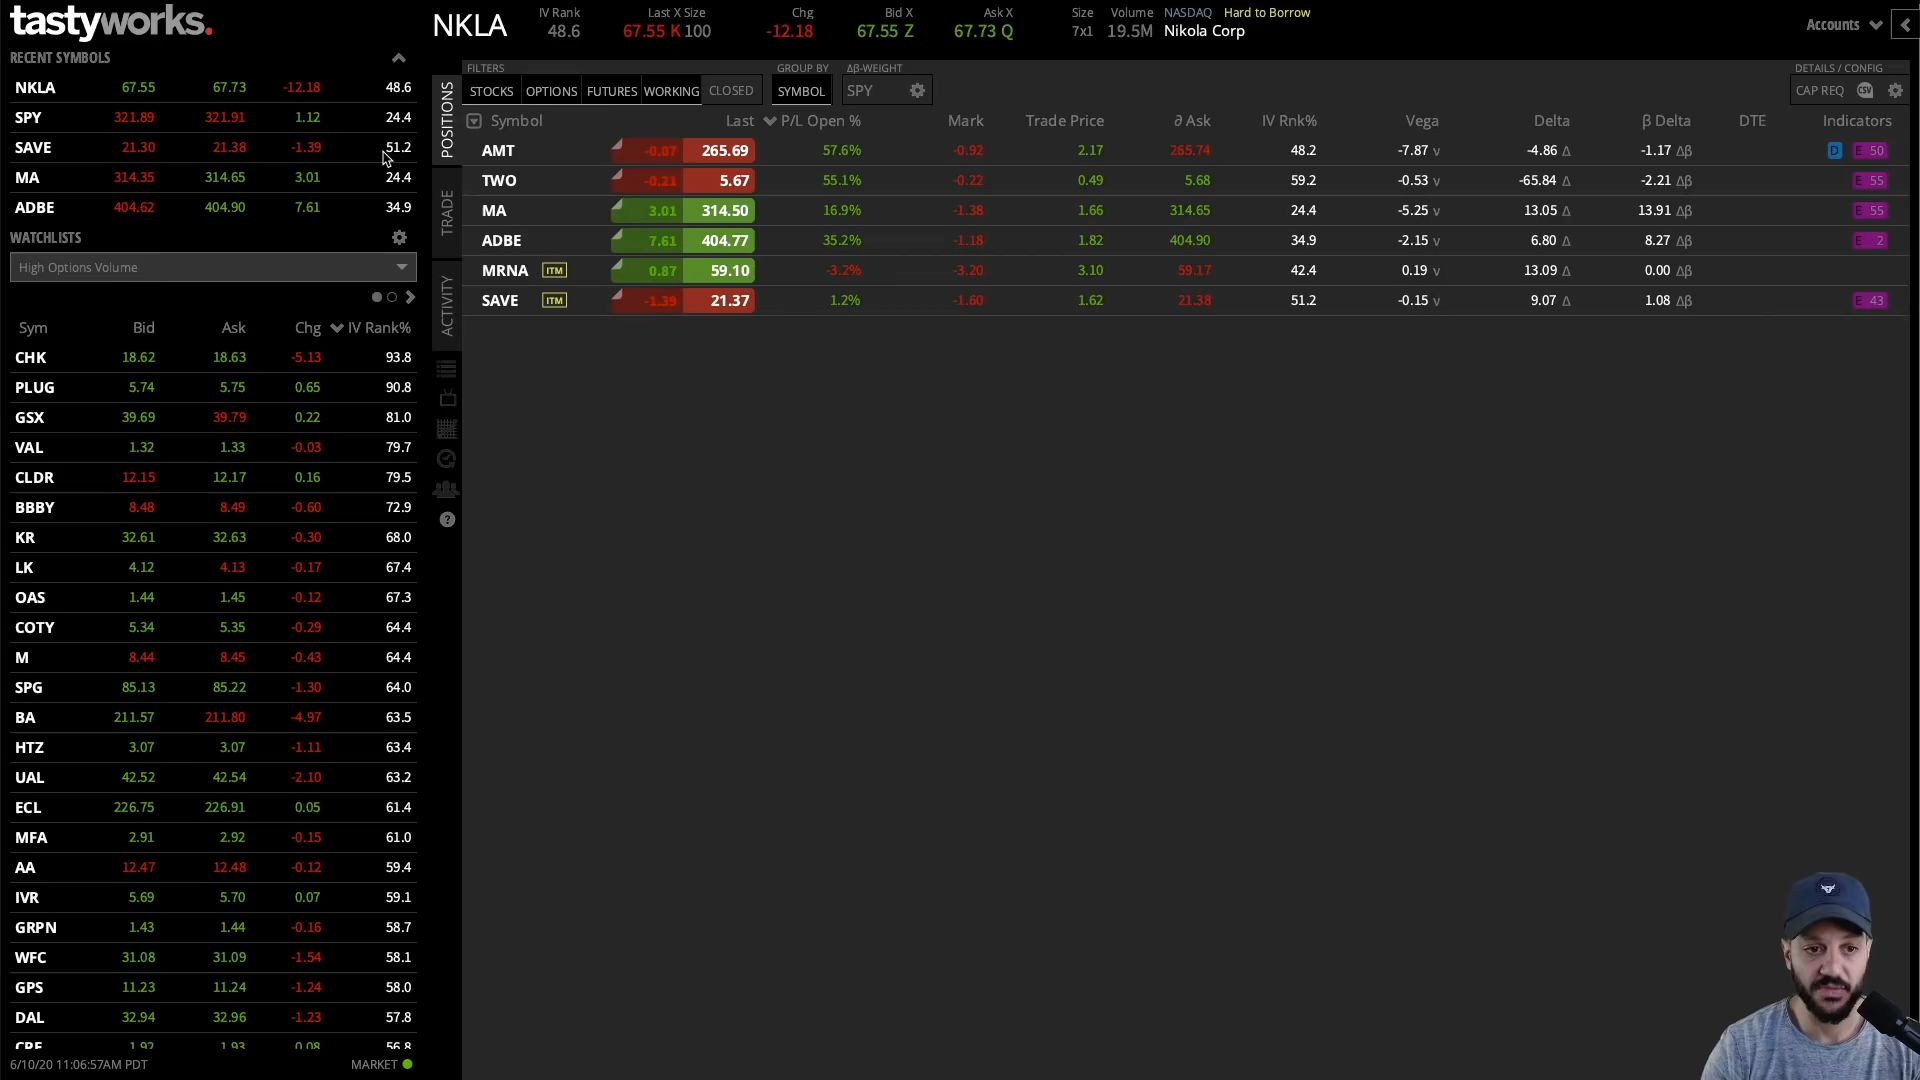 tastyworks.
RECENT SYMBOLS
NKLA 67.55 67.73 -12.18 48.6
SPY 321.89 321.91 1.12 24.4
SAVE 21.30 21.38 -1.39 51.2
MA 314.35 314.65 3.01 24.4
ADBE 404.62 404.90 7.61 34.9
WATCHLISTS
High Options Volume
Sym Bid Ask Chg IV Rank%
CHK 18.62 18.63 -5.13 93.8
PLUG 5.74 5.75 0.65 90.8
GSX 39.69 39.79 0.22 81.0
VAL 1.32 1.33 -0.03 79.7
CLDR 12.15 12.17 0.16 79.5
BBBY 8.48 8.49 -0.60 72.9
KR 32.61 32.63 -0.30 68.0
LK 4.12 4.13 -0.17 67.4
OAS 1.44 1.45 -0.12 67.3
COTY 5.34 5.35 -0.29 64.4
M 8.44 8.45 -0.43 64.4
SPG 85.13 85.22 -1.30 64.0
BA 211.57 211.80 -4.97 63.5
HTZ 3.07 3.07 -1.11 63.4
UAL 42.52 42.54 -2.10 63.2
ECL 226.75 226.91 0.05 61.4
MFA 2.91 2.92 -0.15 61.0
AA 12.47 12.48 -0.12 59.4
IVR 5.69 5.70 0.07 59.1
GRPN 1.43 1.44 -0.16 58.7
WFC 31.08 31.09 -1.54 58.1
GPS 11.23 11.24 -1.24 58.0
DAL 32.94 32.96 -1.23 57.8
CRE 1.92 1.93 0.08 56.8
6/10/20 11:06:57AM PDT MARKET
NKLA
IV Rank Last X Size Chg Bid X Ask X Size Volume NASDAQ Hard to Borrow
48.6 67.55 K 100 -12.18 67.55 Z 67.73 Q 7x1 19.5M Nikola Corp
Accounts
POSITIONS
TRADE
ACTIVITY
FILTERS GROUP BY Δβ-WEIGHT DETAILS / CONFIG
STOCKS OPTIONS FUTURES WORKING CLOSED SYMBOL SPY CAP REQ CSV
Symbol Last P/L Open % Mark Trade Price ∂ Ask IV Rnk% Vega Delta β Delta DTE Indicators
AMT -0.07 265.69 57.6% -0.92 2.17 265.74 48.2 -7.87 v -4.86 Δ -1.17 Δβ D E 50
TWO -0.21 5.67 55.1% -0.22 0.49 5.68 59.2 -0.53 v -65.84 Δ -2.21 Δβ E 55
MA 3.01 314.50 16.9% -1.38 1.66 314.65 24.4 -5.25 v 13.05 Δ 13.91 Δβ E 55
ADBE 7.61 404.77 35.2% -1.18 1.82 404.90 34.9 -2.15 v 6.80 Δ 8.27 Δβ E 2
MRNA ITM 0.87 59.10 -3.2% -3.20 3.10 59.17 42.4 0.19 v 13.09 Δ 0.00 Δβ
SAVE ITM -1.39 21.37 1.2% -1.60 1.62 21.38 51.2 -0.15 v 9.07 Δ 1.08 Δβ E 43
?